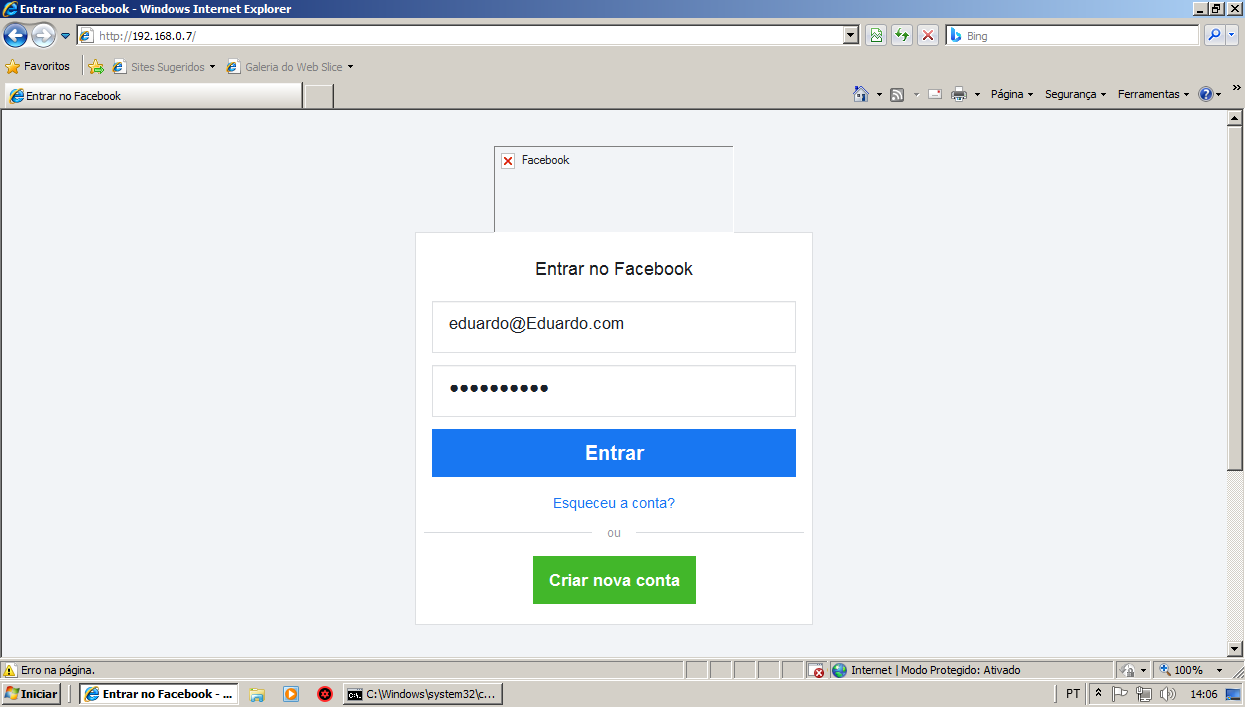 Entrar no Facebook - Windows Internet Explorer
http://192.168.0.7/
Bing
Favoritos
Sites Sugeridos
Galeria do Web Slice
Entrar no Facebook
Página
Segurança
Ferramentas
»
Facebook
Entrar no Facebook
eduardo@Eduardo.com
●●●●●●●●●●
Entrar
Esqueceu a conta?
ou
Criar nova conta
Erro na página.
Internet | Modo Protegido: Ativado
100%
Iniciar
Entrar no Facebook - ...
C:\Windows\system32\c...
PT
14:06